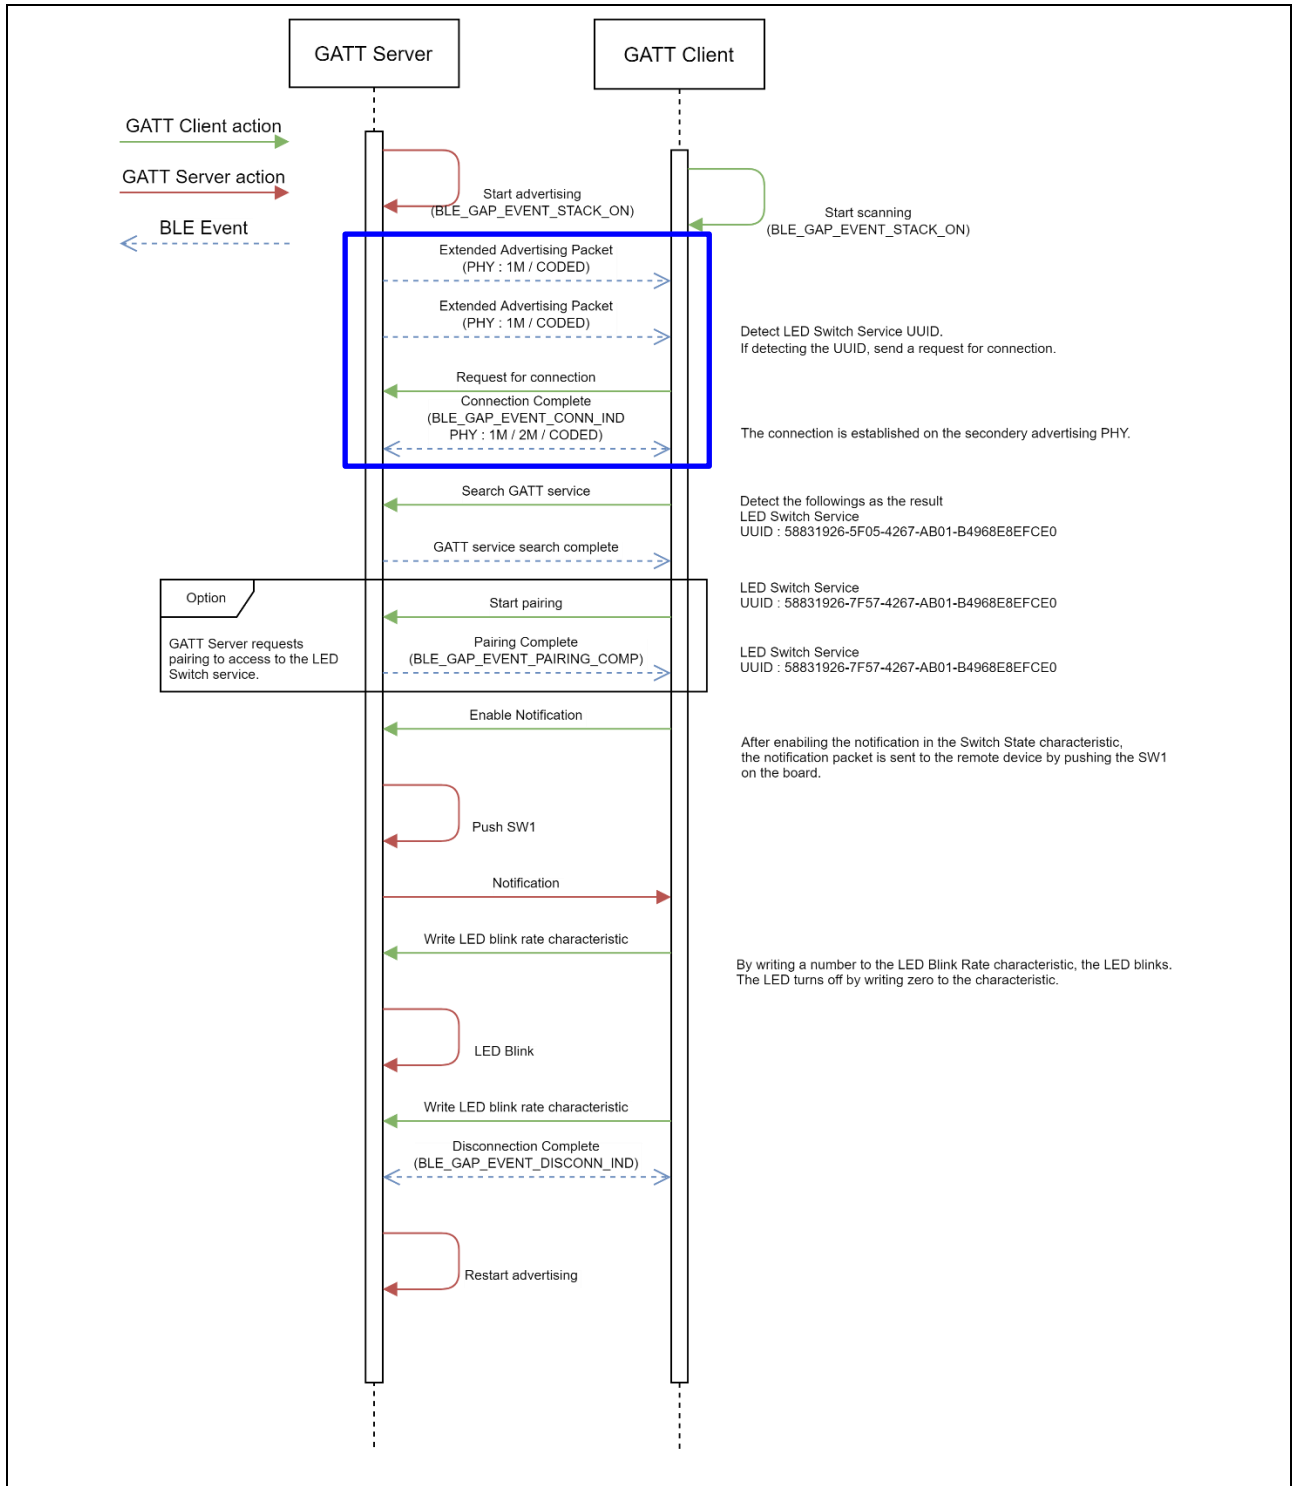 GATT Server
GATT Client
GATT Client action
GATT Server action
BLE Event
Start advertising
(BLE_GAP_EVENT_STACK_ON)
Start scanning
(BLE_GAP_EVENT_STACK_ON)
Extended Advertising Packet
(PHY : 1M / CODED)
Extended Advertising Packet
(PHY : 1M / CODED)
Detect LED Switch Service UUID.
If detecting the UUID, send a request for connection.
Request for connection
Connection Complete
(BLE_GAP_EVENT_CONN_IND
PHY : 1M / 2M / CODED)
The connection is established on the secondery advertising PHY.
Search GATT service
Detect the followings as the result
LED Switch Service
UUID : 58831926-5F05-4267-AB01-B4968E8EFCE0
GATT service search complete
Option
GATT Server requests
pairing to access to the LED
Switch service.
Start pairing
LED Switch Service
UUID : 58831926-7F57-4267-AB01-B4968E8EFCE0
Pairing Complete
(BLE_GAP_EVENT_PAIRING_COMP)
LED Switch Service
UUID : 58831926-7F57-4267-AB01-B4968E8EFCE0
Enable Notification
After enabiling the notification in the Switch State characteristic,
the notification packet is sent to the remote device by pushing the SW1
on the board.
Push SW1
Notification
Write LED blink rate characteristic
By writing a number to the LED Blink Rate characteristic, the LED blinks.
The LED turns off by writing zero to the characteristic.
LED Blink
Write LED blink rate characteristic
Disconnection Complete
(BLE_GAP_EVENT_DISCONN_IND)
Restart advertising